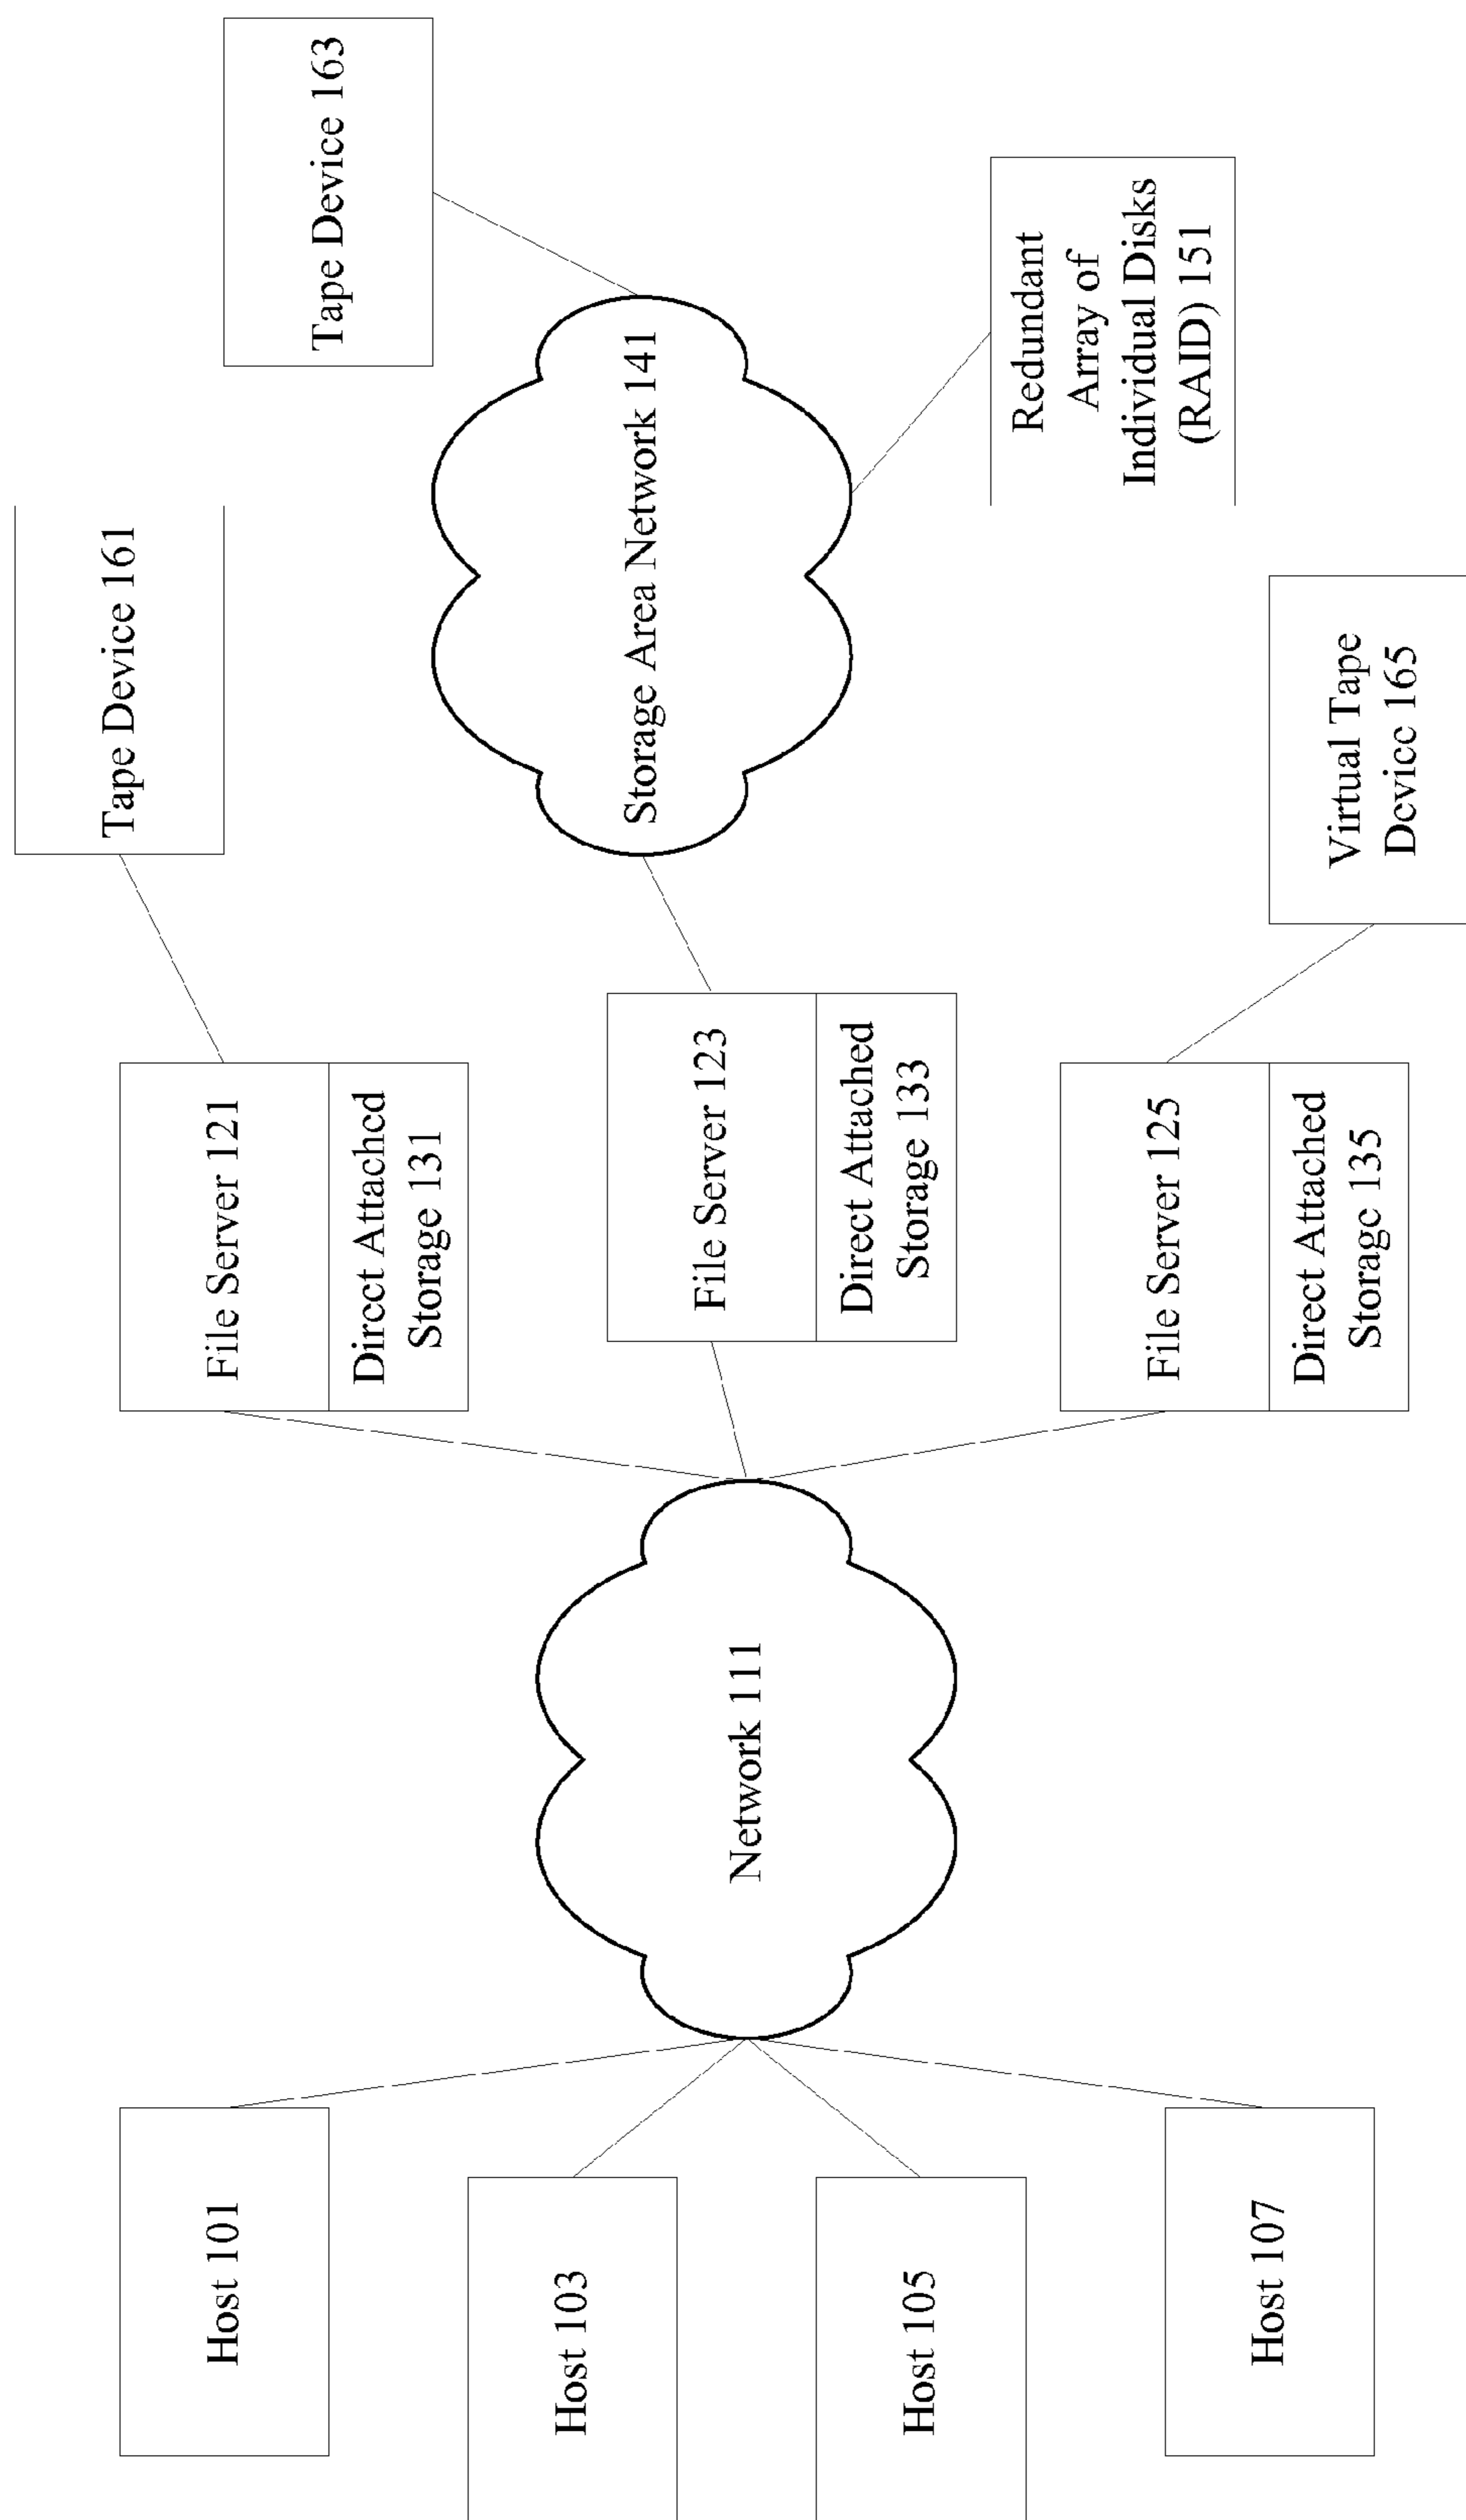 Host 101
Host 103
Host 105
Host 107
Network 111
File Server 121
Direct Attached
Storage 131
File Server 123
Direct Attached
Storage 133
File Server 125
Direct Attached
Storage 135
Tape Device 161
Storage Area Network 141
Virtual Tape
Device 165
Tape Device 163
Redundant
Array of
Individual Disks
(RAID) 151